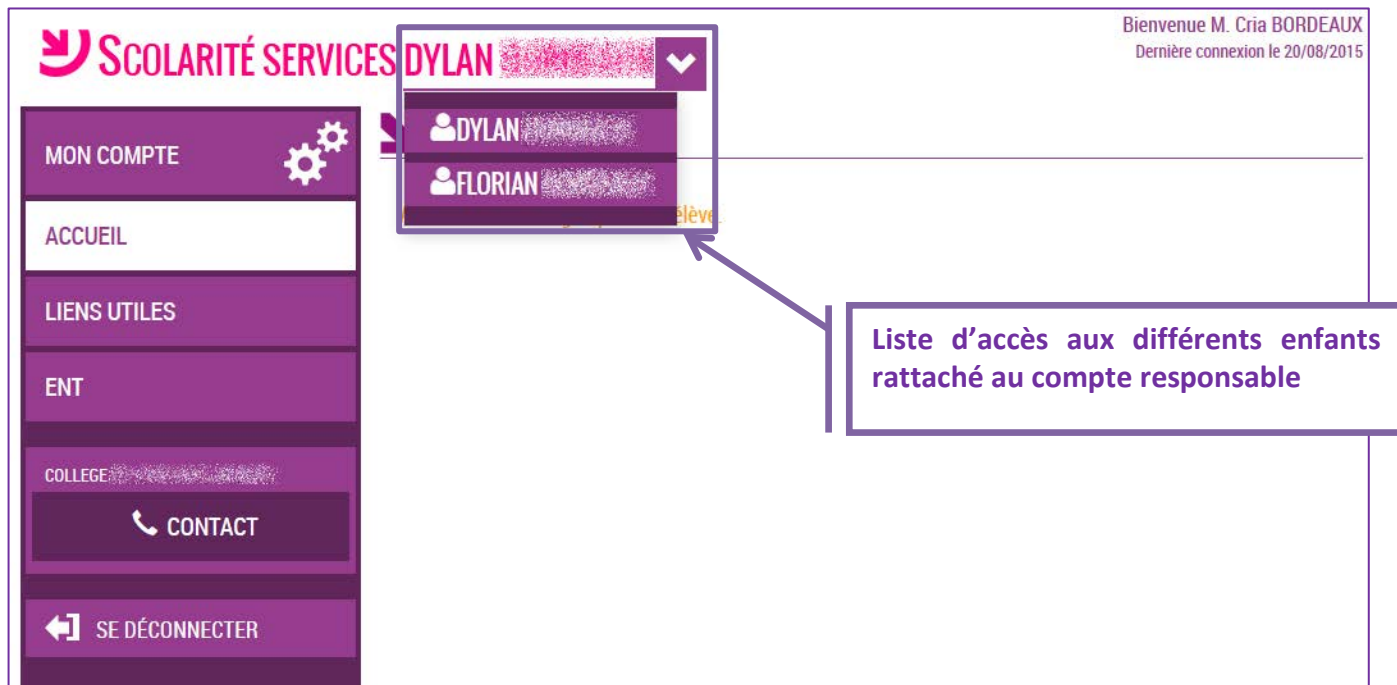 Bienvenue M. Cria BORDEAUX
Dernière connexion le 20/08/2015
SCOLARITÉ SERVICES DYLAN
DYLAN
FLORIAN
élève.
MON COMPTE
ACCUEIL
LIENS UTILES
ENT
COLLEGE
CONTACT
SE DÉCONNECTER
Liste d’accès aux différents enfants
rattaché au compte responsable